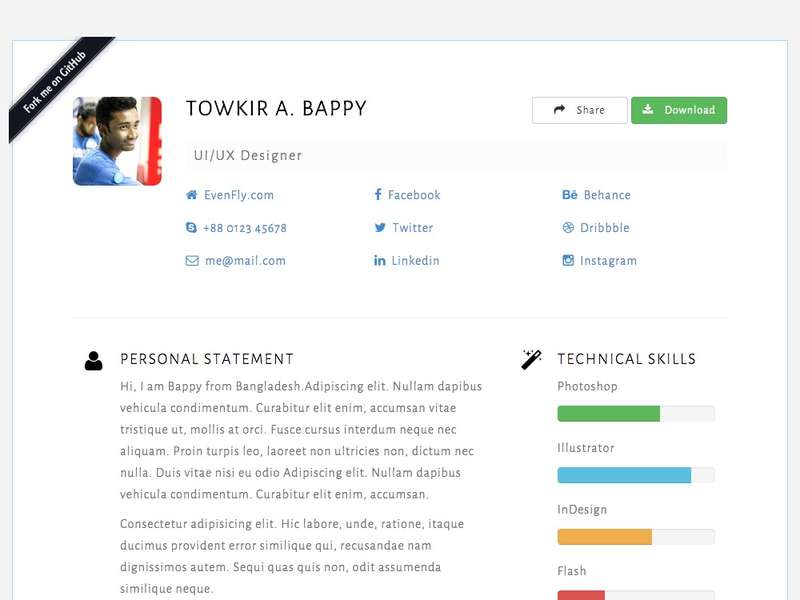 Fork me on GitHub
TOWKIR A. BAPPY
Share
Download
UI/UX Designer
EvenFly.com
Facebook
Bē Behance
+88 0123 45678
Twitter
Dribbble
me@mail.com
in Linkedin
Instagram
PERSONAL STATEMENT
Hi, I am Bappy from Bangladesh.Adipiscing elit. Nullam dapibus
vehicula condimentum. Curabitur elit enim, accumsan vitae
tristique ut, mollis at orci. Fusce cursus interdum neque nec
aliquam. Proin turpis leo, laoreet non ultricies non, dictum nec
nulla. Duis vitae nisi eu odio Adipiscing elit. Nullam dapibus
vehicula condimentum. Curabitur elit enim, accumsan.
Consectetur adipisicing elit. Hic labore, unde, ratione, itaque
ducimus provident error similique qui, recusandae nam
dignissimos autem. Sequi quas quis non, odit assumenda
similique neque.
TECHNICAL SKILLS
Photoshop
Illustrator
InDesign
Flash